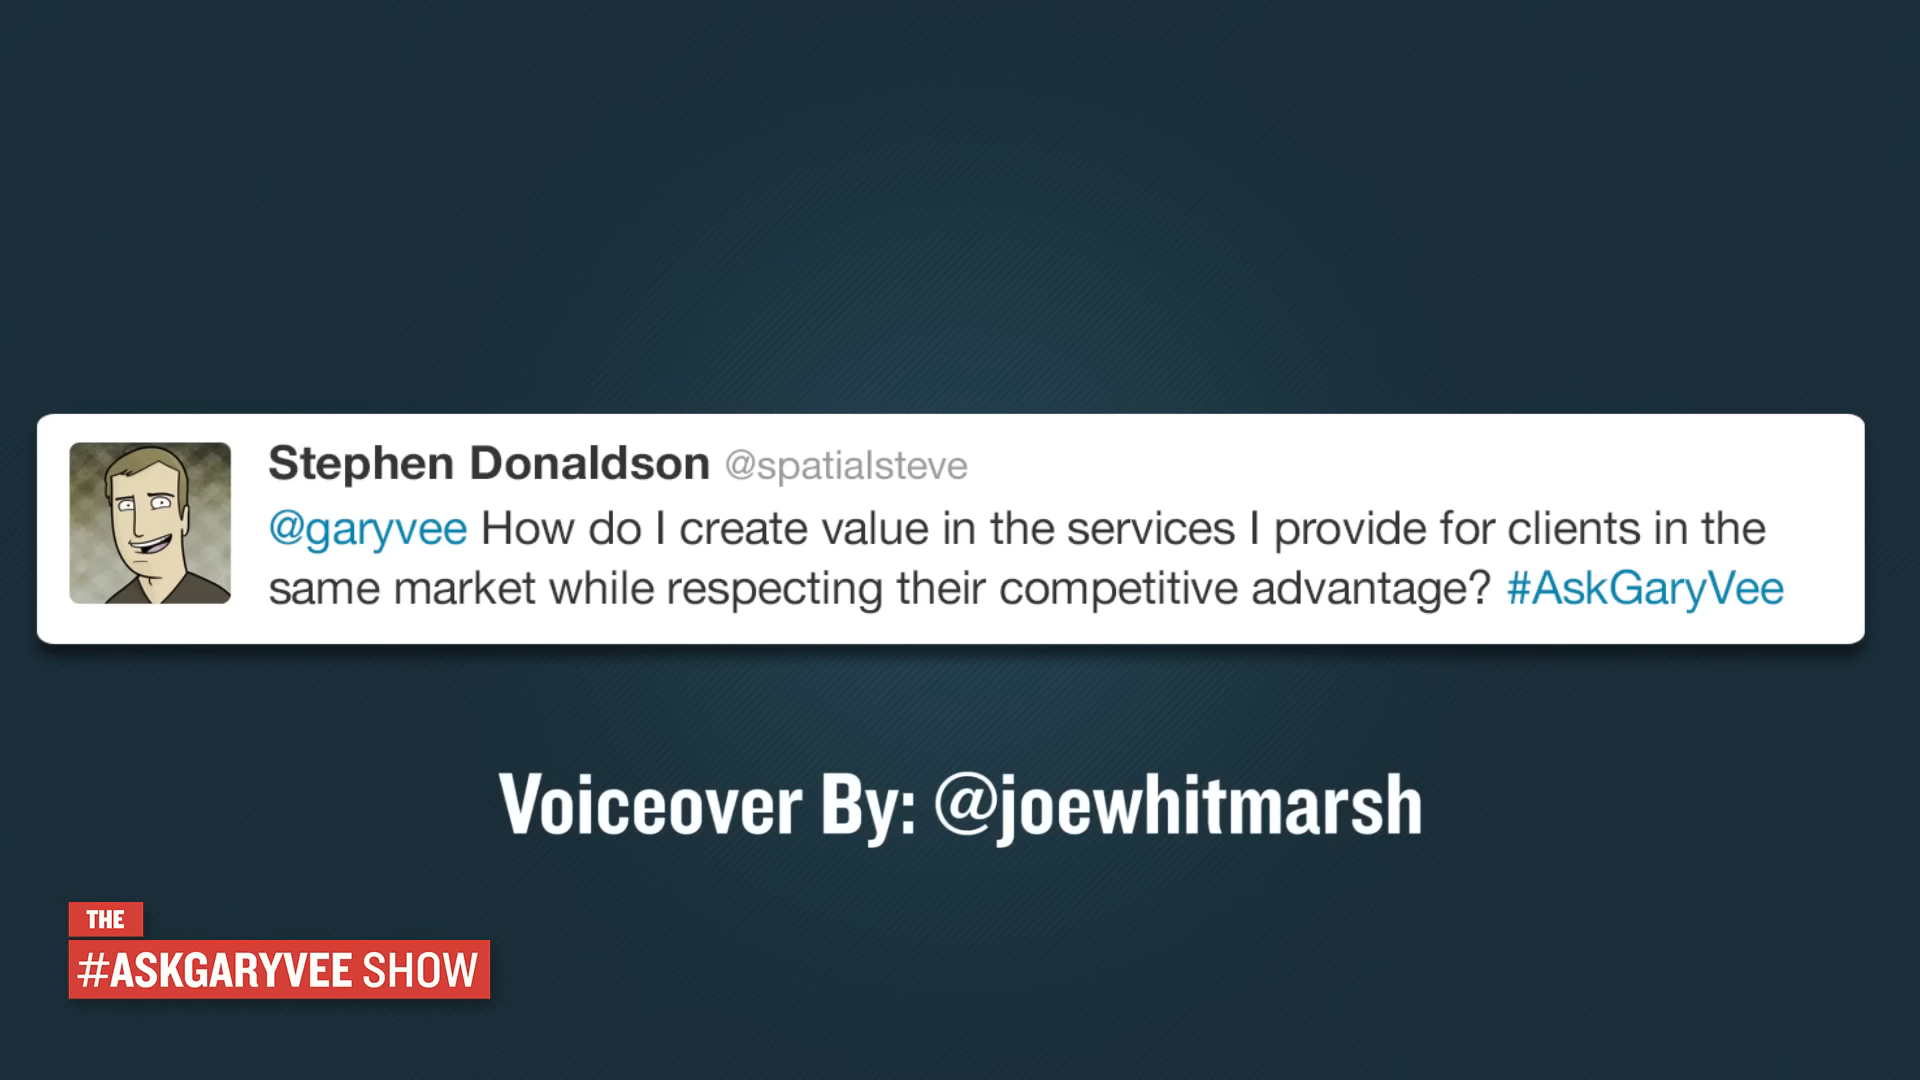 Stephen Donaldson @spatialsteve
@garyvee How do I create value in the services I provide for clients in the
same market while respecting their competitive advantage? #AskGaryVee
Voiceover By: @joewhitmarsh
THE
#ASKGARYVEE SHOW